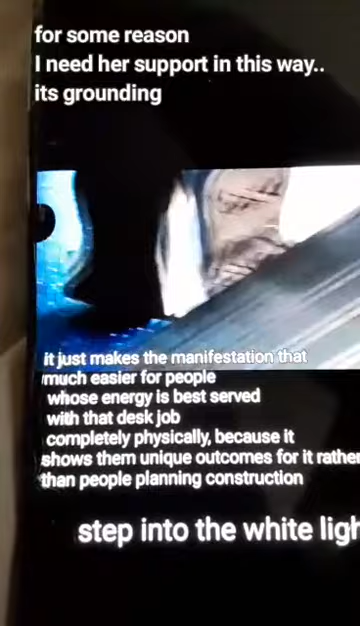 for some reason
I need her support in this way..
its grounding
it just makes the manifestation that
much easier for people
whose energy is best served
with that desk job
completely physically, because it
shows them unique outcomes for it rather
than people planning construction
step into the white ligh